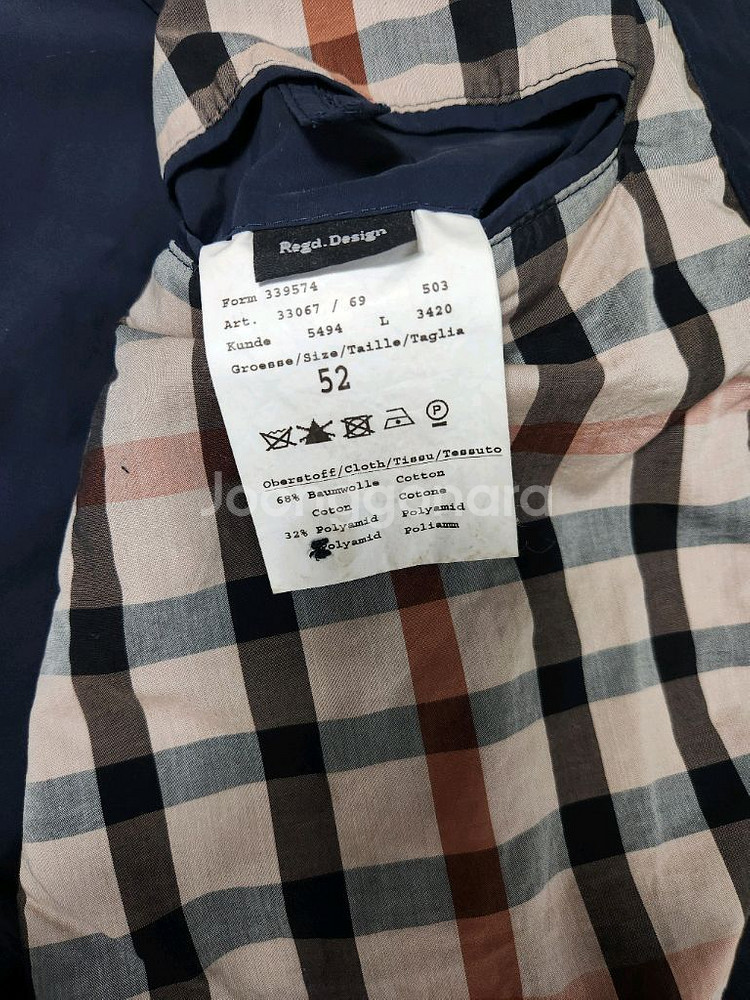 Regd.Design
Form 339574 503
Art. 33067 / 69 3420
Kunde 5494 L
Groesse/Size/Taille/Taglia
52
P
Oberstoff/Cloth/Tissu/Tessuto
68% Baumwolle Cotton
Coton Cotone
32% Polyamid Polyamid
Polyamid